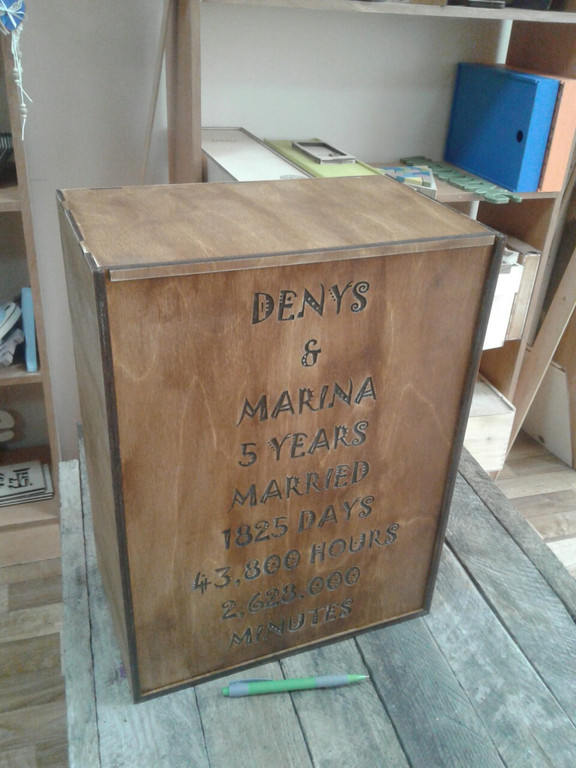 DENYS
&
MARINA
5 YEARS
MARRIED
1825 DAYS
43,800 HOURS
2,628,000
MINUTES